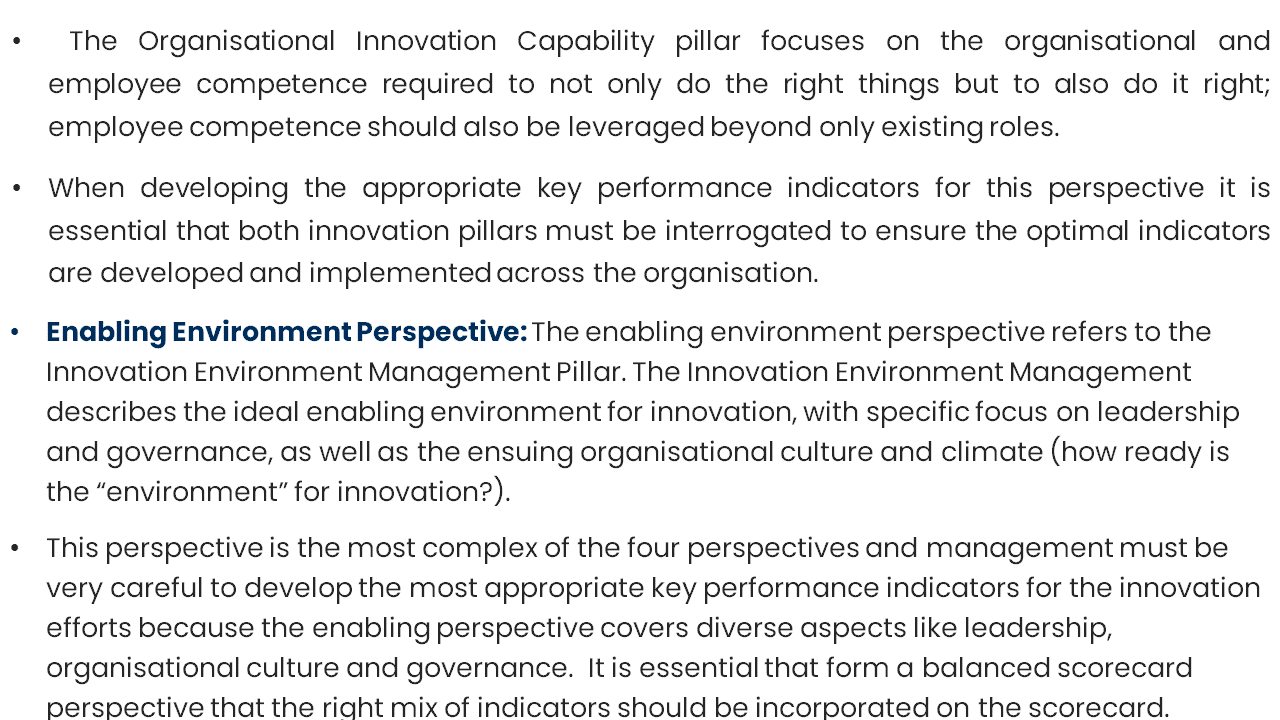 • The Organisational Innovation Capability pillar focuses on the organisational and
employee competence required to not only do the right things but to also do it right;
employee competence should also be leveraged beyond only existing roles.
• When developing the appropriate key performance indicators for this perspective it is
essential that both innovation pillars must be interrogated to ensure the optimal indicators
are developed and implemented across the organisation.
• Enabling Environment Perspective: The enabling environment perspective refers to the
Innovation Environment Management Pillar. The Innovation Environment Management
describes the ideal enabling environment for innovation, with specific focus on leadership
and governance, as well as the ensuing organisational culture and climate (how ready is
the “environment” for innovation?).
• This perspective is the most complex of the four perspectives and management must be
very careful to develop the most appropriate key performance indicators for the innovation
efforts because the enabling perspective covers diverse aspects like leadership,
organisational culture and governance. It is essential that form a balanced scorecard
perspective that the right mix of indicators should be incorporated on the scorecard.